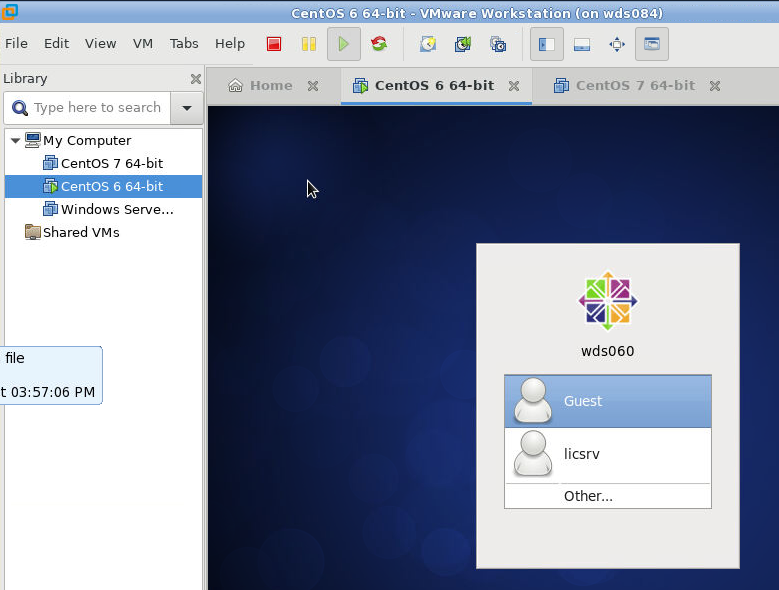 CentOS 6 64-bit - VMware Workstation (on wds084)
File Edit View VM Tabs Help
Library
Type here to search
Home
CentOS 6 64-bit
CentOS 7 64-bit
My Computer
CentOS 7 64-bit
CentOS 6 64-bit
Windows Serve...
Shared VMs
file
t 03:57:06 PM
wds060
Guest
licsrv
Other...